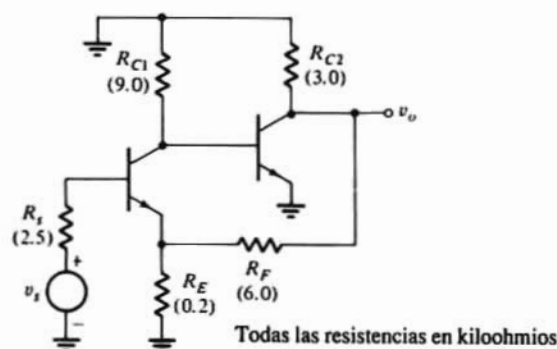 R_C1
(9.0)
R_C2
(3.0)
v_o
R_s
(2.5)
+
v_s
−
R_E
(0.2)
R_F
(6.0)
Todas las resistencias en kiloohmios